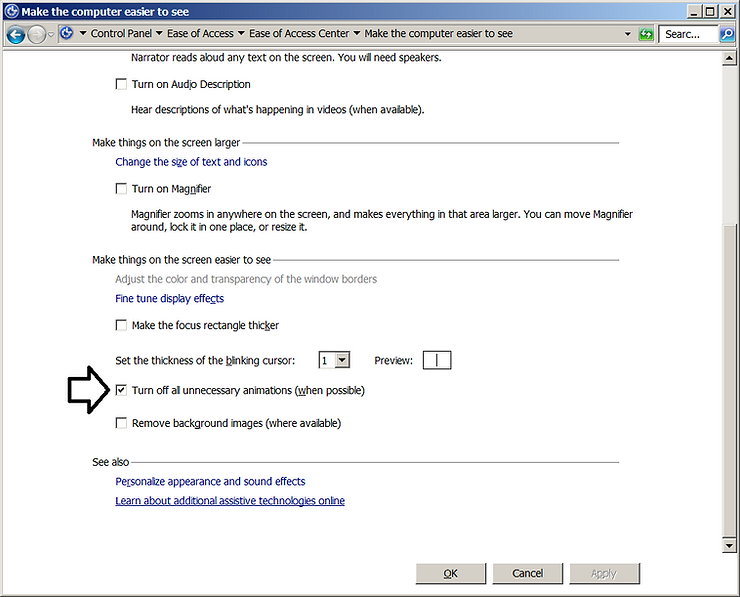 Make the computer easier to see
Control Panel Ease of Access Ease of Access Center Make the computer easier to see Searc...
Narrator reads aloud any text on the screen. You will need speakers.
Turn on Audio Description
Hear descriptions of what's happening in videos (when available).
Make things on the screen larger
Change the size of text and icons
Turn on Magnifier
Magnifier zooms in anywhere on the screen, and makes everything in that area larger. You can move Magnifier
around, lock it in one place, or resize it.
Make things on the screen easier to see
Adjust the color and transparency of the window borders
Fine tune display effects
Make the focus rectangle thicker
Set the thickness of the blinking cursor: 1 Preview:
Turn off all unnecessary animations (when possible)
Remove background images (where available)
See also
Personalize appearance and sound effects
Learn about additional assistive technologies online
OK Cancel Apply